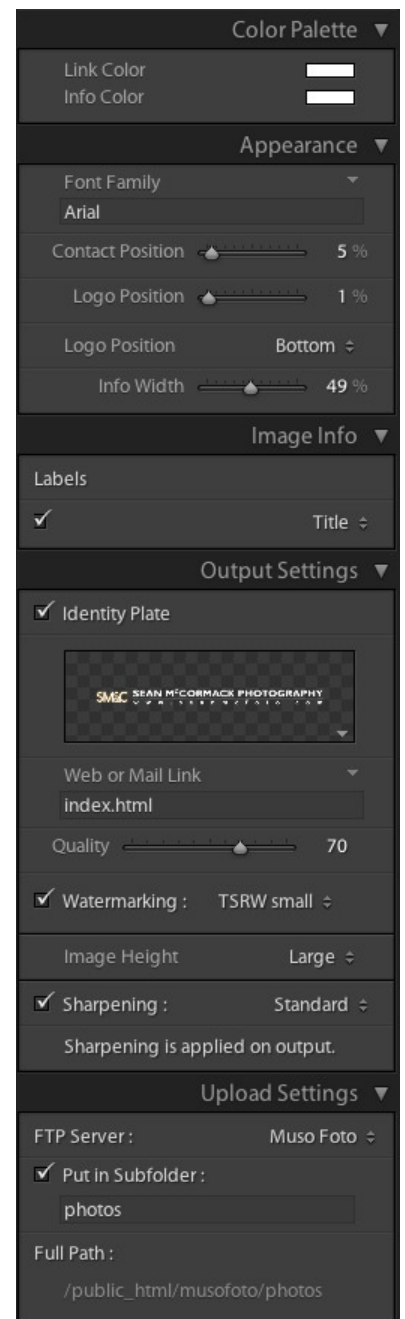 Color Palette ▼
Link Color
Info Color
Appearance ▼
Font Family
Arial
Contact Position 5 %
Logo Position 1 %
Logo Position Bottom
Info Width 49 %
Image Info ▼
Labels
Title
Output Settings ▼
Identity Plate
SMcC SEAN McCORMACK PHOTOGRAPHY
Web or Mail Link
index.html
Quality 70
Watermarking : TSRW small
Image Height Large
Sharpening : Standard
Sharpening is applied on output.
Upload Settings ▼
FTP Server : Muso Foto
Put in Subfolder :
photos
Full Path :
/public_html/musofoto/photos